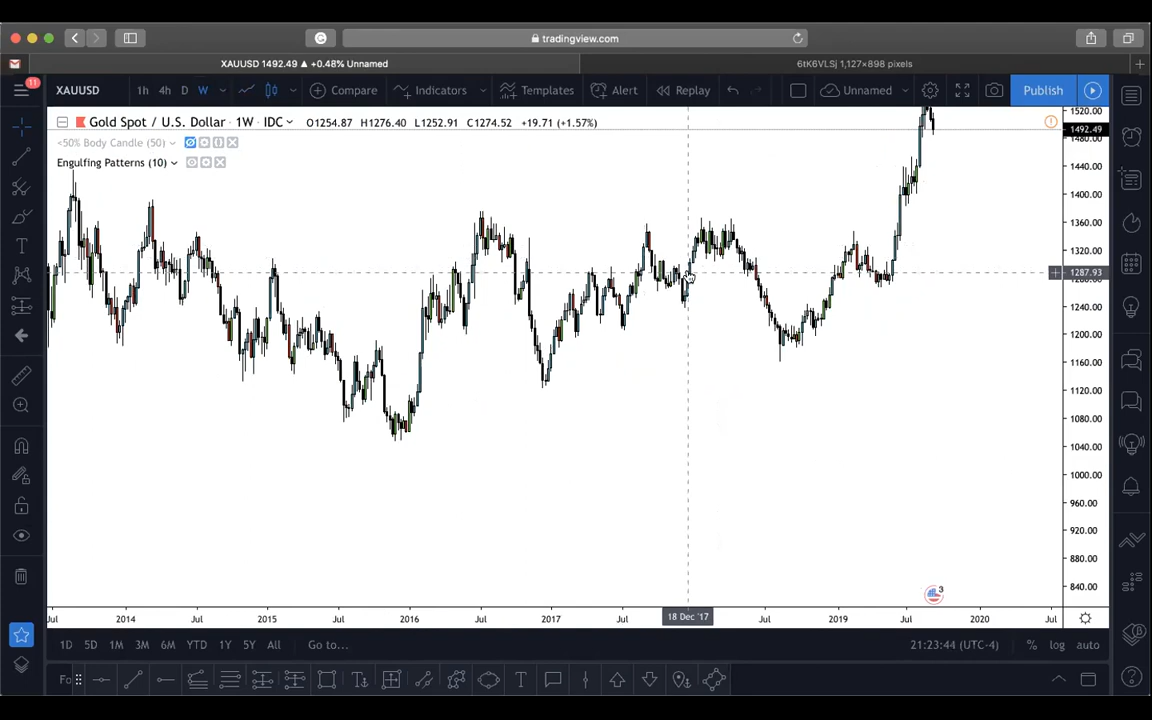 tradingview.com
XAUUSD 1492.49 ▲ +0.48% Unnamed
6tK6VLSj 1,127×898 pixels
11
XAUUSD
1h 4h D W
Compare
Indicators
Templates
Alert
Replay
Unnamed
Publish
Gold Spot / U.S. Dollar · 1W · IDC
O1254.87 H1276.40 L1252.91 C1274.52 +19.71 (+1.57%)
<50% Body Candle (50)
Engulfing Patterns (10)
1520.00
1492.49
1480.00
1440.00
1400.00
1360.00
1320.00
1287.93
1240.00
1200.00
1160.00
1120.00
1080.00
1040.00
1000.00
960.00
920.00
880.00
840.00
3
Jul 2014 Jul 2015 Jul 2016 Jul 2017 Jul 18 Dec '17 Jul 2019 Jul 2020 Jul
1D 5D 1M 3M 6M YTD 1Y 5Y All Go to...
21:23:44 (UTC-4) % log auto
Fo